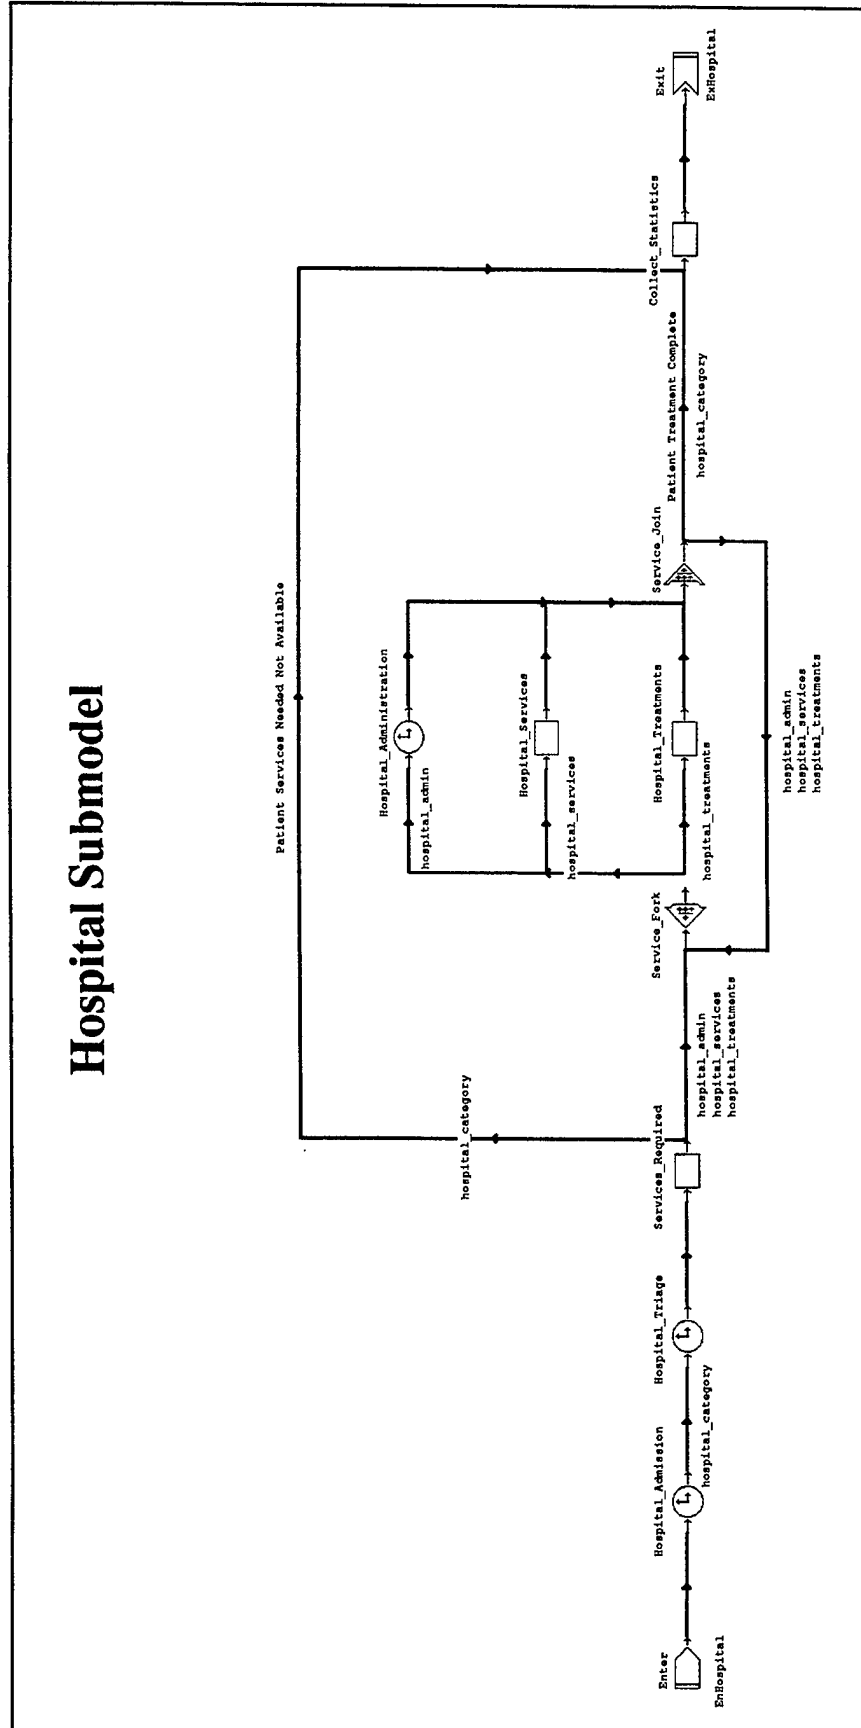 Hospital Submodel
Patient Services Needed Not Available
hospital_category
Hospital_Administration
hospital_admin
Hospital_Services
hospital_services
Enter
EnHospital
Hospital_Admission
hospital_category
Hospital_Triage
Services_Required
hospital_admin
hospital_services
hospital_treatments
Service_Fork
Hospital_Treatments
hospital_treatments
Service_Join
Patient Treatment Complete
hospital_category
hospital_admin
hospital_services
hospital_treatments
Collect_Statistics
Exit
ExHospital